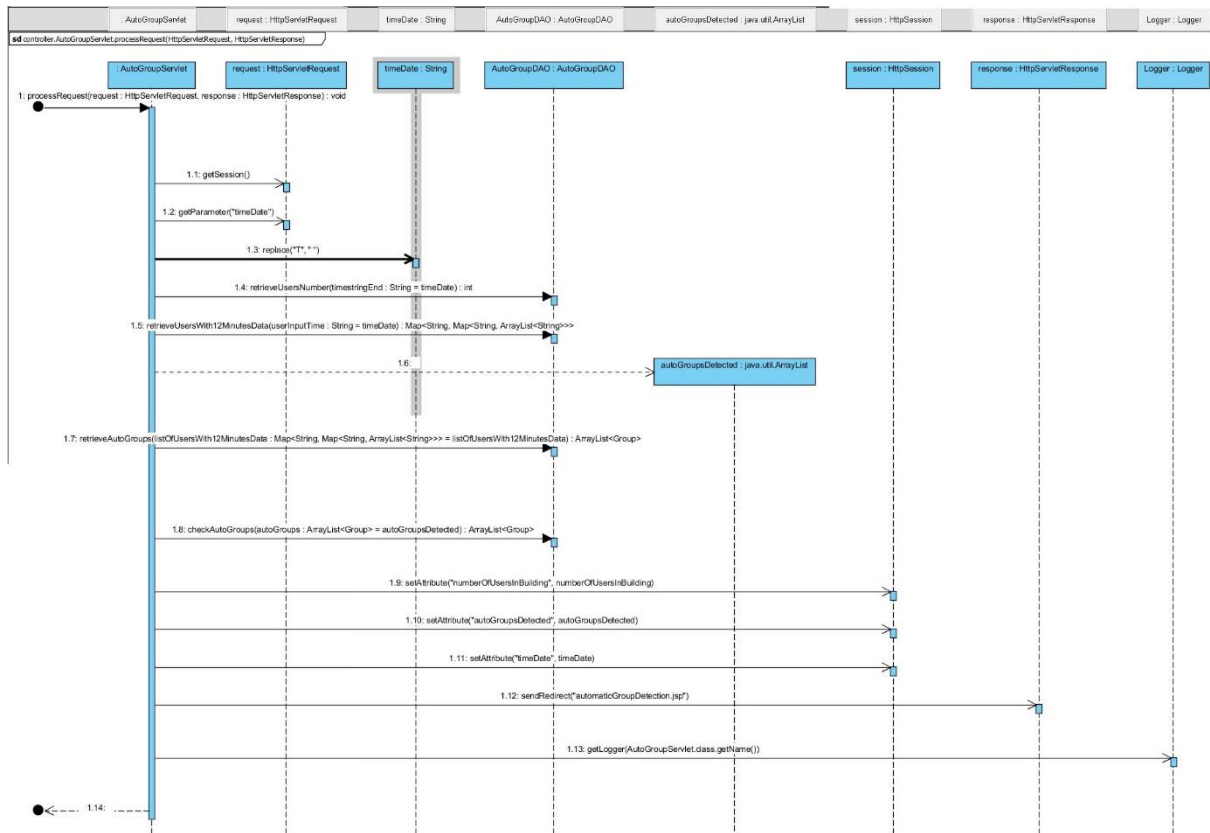 : AutoGroupServlet
request : HttpServletRequest
timeDate : String
AutoGroupDAO : AutoGroupDAO
autoGroupsDetected : java.util.ArrayList
session : HttpSession
response : HttpServletResponse
Logger : Logger
sd controller.AutoGroupServlet.processRequest(HttpServletRequest, HttpServletResponse)
: AutoGroupServlet
request : HttpServletRequest
timeDate : String
AutoGroupDAO : AutoGroupDAO
session : HttpSession
response : HttpServletResponse
Logger : Logger
1: processRequest(request : HttpServletRequest, response : HttpServletResponse) : void
1.1: getSession()
1.2: getParameter("timeDate")
1.3: replace("T", " ")
1.4: retrieveUsersNumber(timestringEnd : String = timeDate) : int
1.5: retrieveUsersWith12MinutesData(userInputTime : String = timeDate) : Map<String, Map<String, ArrayList<String>>>
1.6:
autoGroupsDetected : java.util.ArrayList
1.7: retrieveAutoGroups(listOfUsersWith12MinutesData : Map<String, Map<String, ArrayList<String>>> = listOfUsersWith12MinutesData) : ArrayList<Group>
1.8: checkAutoGroups(autoGroups : ArrayList<Group> = autoGroupsDetected) : ArrayList<Group>
1.9: setAttribute("numberOfUsersInBuilding", numberOfUsersInBuilding)
1.10: setAttribute("autoGroupsDetected", autoGroupsDetected)
1.11: setAttribute("timeDate", timeDate)
1.12: sendRedirect("automaticGroupDetection.jsp")
1.13: getLogger(AutoGroupServlet.class.getName())
1.14: